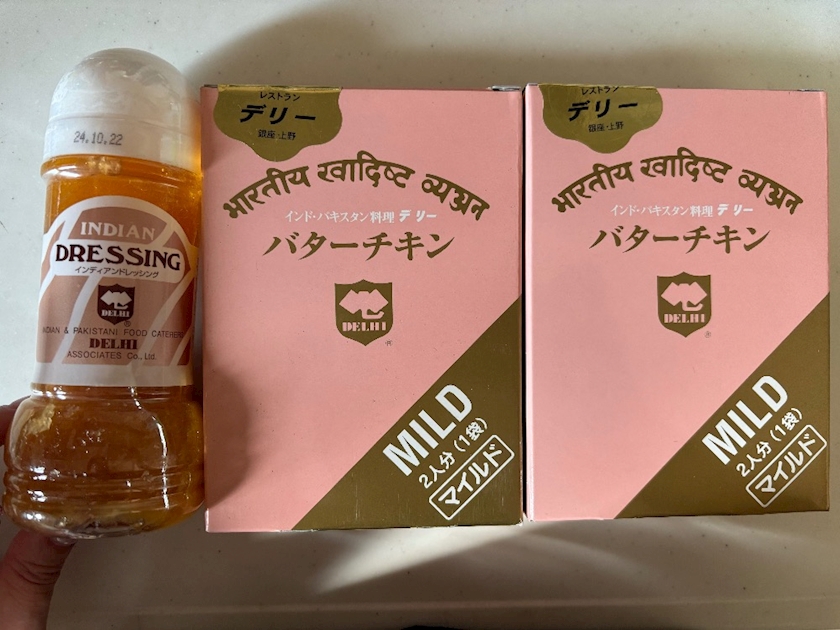 24.10.22
INDIAN
DRESSING
インディアンドレッシング
DELHI
INDIAN & PAKISTANI FOOD CATERERS
DELHI
ASSOCIATES Co., Ltd.
レストラン
デリー
銀座・上野
भारतीय स्वादिष्ट व्यञ्जन
インド・パキスタン料理 デリー
バターチキン
DELHI
®
MILD
2人分(1袋)
マイルド
レストラン
デリー
銀座・上野
भारतीय स्वादिष्ट व्यञ्जन
インド・パキスタン料理 デリー
バターチキン
DELHI
®
MILD
2人分(1袋)
マイルド